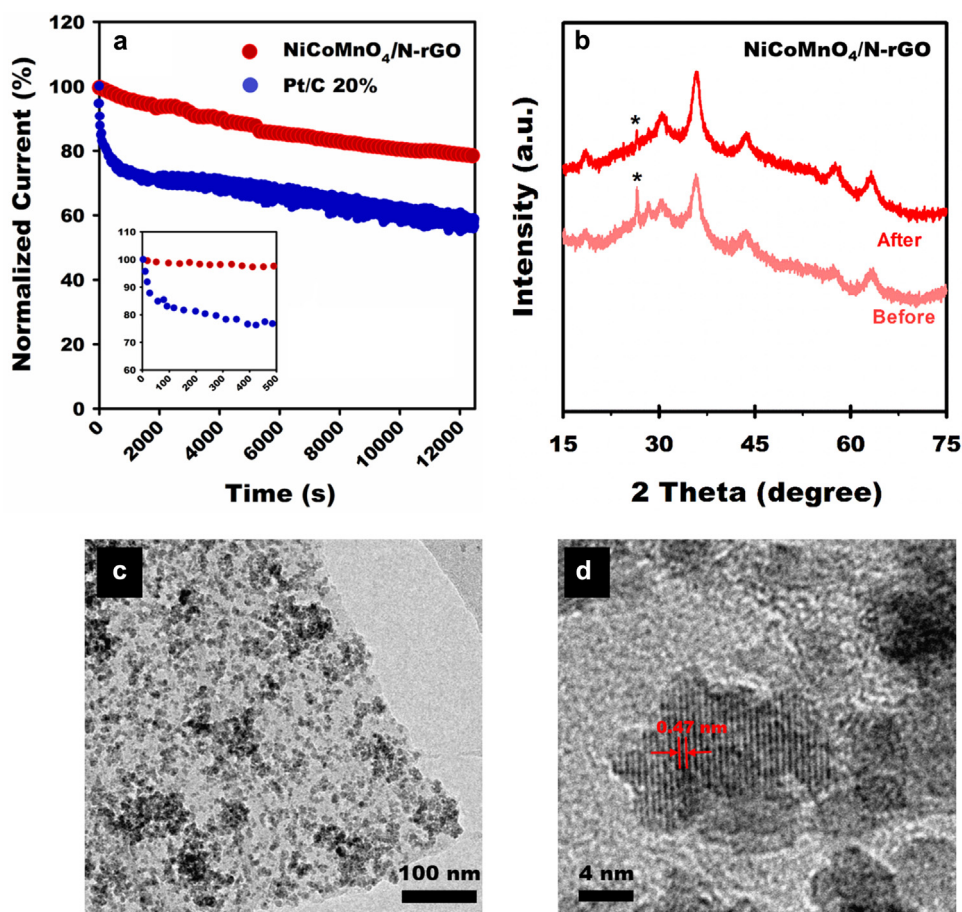 a
NiCoMnO₄/N-rGO
Pt/C 20%
Normalized Current (%)
120
100
80
60
40
20
0
0
2000
4000
6000
8000
10000
12000
Time (s)
110
100
90
80
70
60
0
100
200
300
400
500
b
NiCoMnO₄/N-rGO
*
*
After
Before
Intensity (a.u.)
15
30
45
60
75
2 Theta (degree)
c
100 nm
d
0.47 nm
4 nm